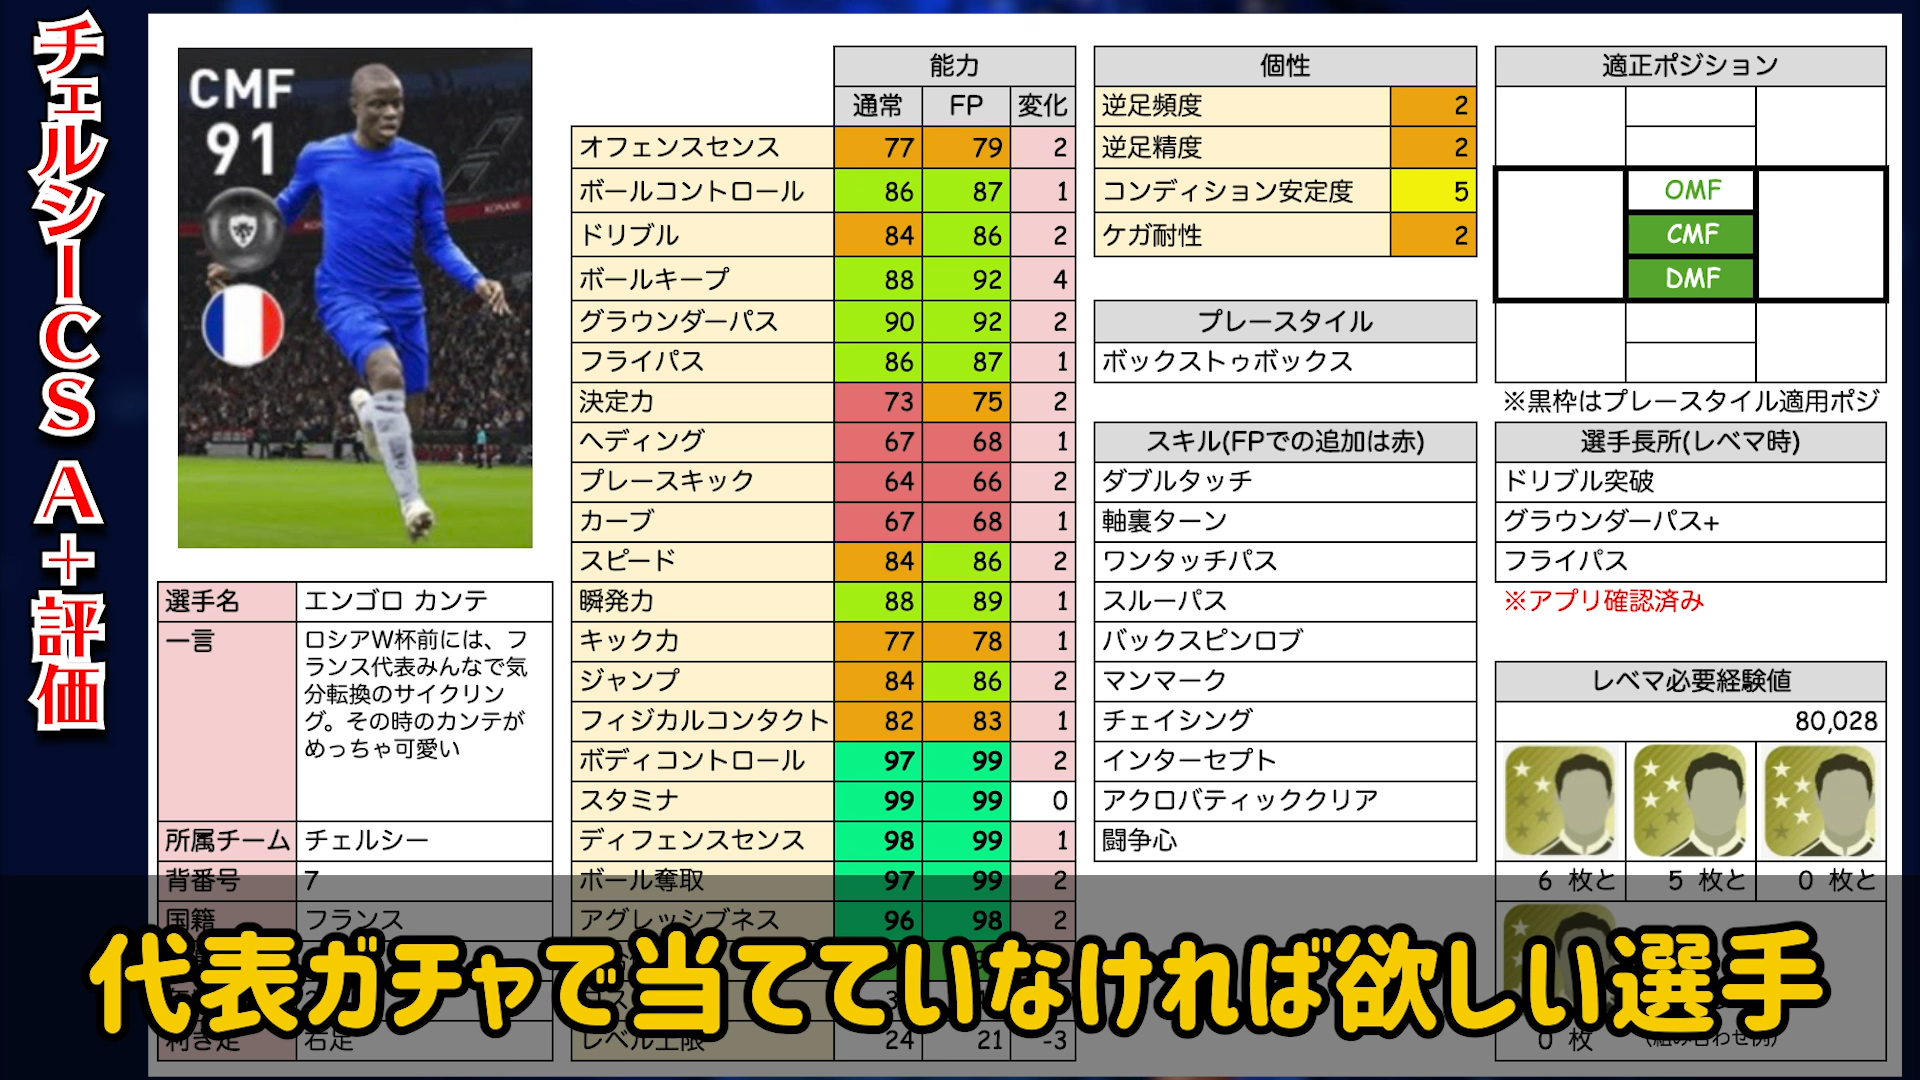 チェルシーCS A+評価
CMF
91
KONAMI
選手名 エンゴロ カンテ
一言 ロシアW杯前には、フ
ランス代表みんなで気
分転換のサイクリン
グ。その時のカンテが
めっちゃ可愛い
所属チーム チェルシー
背番号 7
国籍 フランス
利き足 右足
能力
通常 FP 変化
オフェンスセンス 77 79 2
ボールコントロール 86 87 1
ドリブル 84 86 2
ボールキープ 88 92 4
グラウンダーパス 90 92 2
フライパス 86 87 1
決定力 73 75 2
ヘディング 67 68 1
プレースキック 64 66 2
カーブ 67 68 1
スピード 84 86 2
瞬発力 88 89 1
キック力 77 78 1
ジャンプ 84 86 2
フィジカルコンタクト 82 83 1
ボディコントロール 97 99 2
スタミナ 99 99 0
ディフェンスセンス 98 99 1
ボール奪取 97 99 2
アグレッシブネス 96 98 2
レベル上限 24 21 -3
個性
逆足頻度 2
逆足精度 2
コンディション安定度 5
ケガ耐性 2
プレースタイル
ボックストゥボックス
スキル(FPでの追加は赤)
ダブルタッチ
軸裏ターン
ワンタッチパス
スルーパス
バックスピンロブ
マンマーク
チェイシング
インターセプト
アクロバティッククリア
闘争心
適正ポジション
OMF
CMF
DMF
※黒枠はプレースタイル適用ポジ
選手長所(レベマ時)
ドリブル突破
グラウンダーパス+
フライパス
※アプリ確認済み
レベマ必要経験値
80,028
6 枚と 5 枚と 0 枚と
0 枚 (組み合わせ例)
代表ガチャで当てていなければ欲しい選手